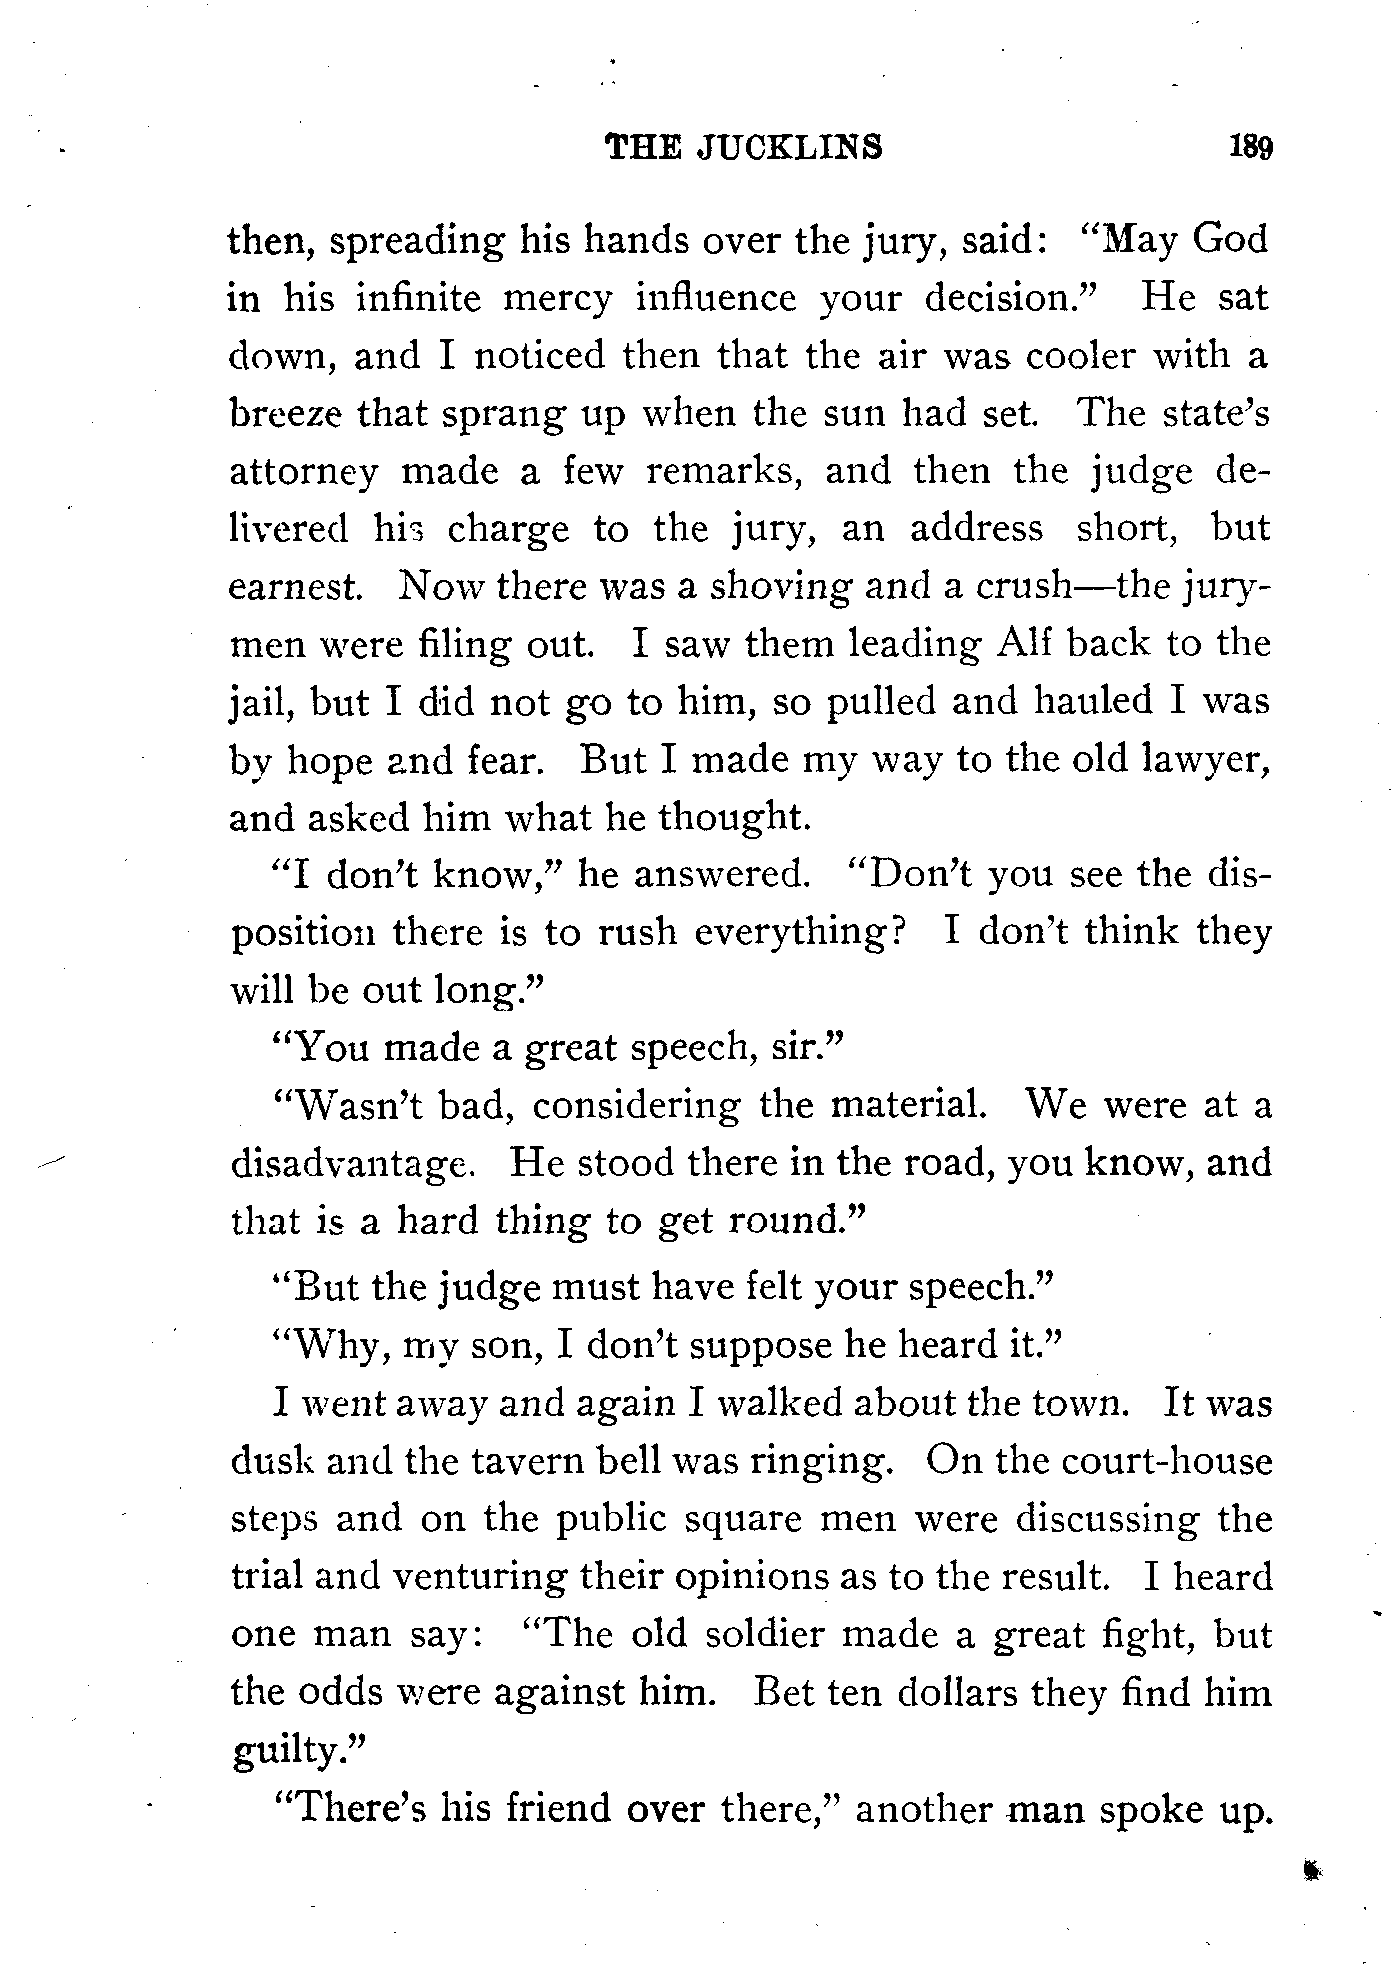 THE JUCKLINS 189
then, spreading his hands over the jury, said: “May God
in his infinite mercy influence your decision.” He sat
down, and I noticed then that the air was cooler with a
breeze that sprang up when the sun had set. The state’s
attorney made a few remarks, and then the judge de-
livered his charge to the jury, an address short, but
earnest. Now there was a shoving and a crush—the jury-
men were filing out. I saw them leading Alf back to the
jail, but I did not go to him, so pulled and hauled I was
by hope and fear. But I made my way to the old lawyer,
and asked him what he thought.
“I don’t know,” he answered. “Don’t you see the dis-
position there is to rush everything? I don’t think they
will be out long.”
“You made a great speech, sir.”
“Wasn’t bad, considering the material. We were at a
disadvantage. He stood there in the road, you know, and
that is a hard thing to get round.”
“But the judge must have felt your speech.”
“Why, my son, I don’t suppose he heard it.”
I went away and again I walked about the town. It was
dusk and the tavern bell was ringing. On the court-house
steps and on the public square men were discussing the
trial and venturing their opinions as to the result. I heard
one man say: “The old soldier made a great fight, but
the odds were against him. Bet ten dollars they find him
guilty.”
“There’s his friend over there,” another man spoke up.